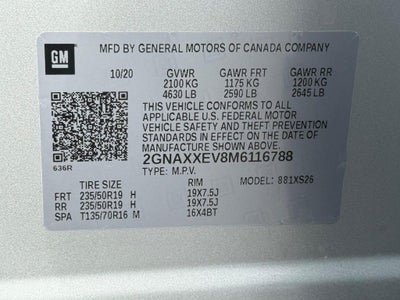 GM
MFD BY GENERAL MOTORS OF CANADA COMPANY
10/20 GVWR GAWR FRT GAWR RR
2100 KG 1175 KG 1200 KG
4630 LB 2590 LB 2645 LB
THIS VEHICLE CONFORMS TO ALL
APPLICABLE U.S. FEDERAL MOTOR
VEHICLE SAFETY BUMPER AND THEFT PREVENTION
STANDARDS IN EFFECT ON THE DATE OF
MANUFACTURE SHOWN ABOVE.
2GNAXXEV8M6116788
636R
TYPE: M.P.V. MODEL: 881XS26
TIRE SIZE RIM
FRT 235/50R19 H 19X7.5J
RR 235/50R19 H 19X7.5J
SPA T135/70R16 M 16X4BT